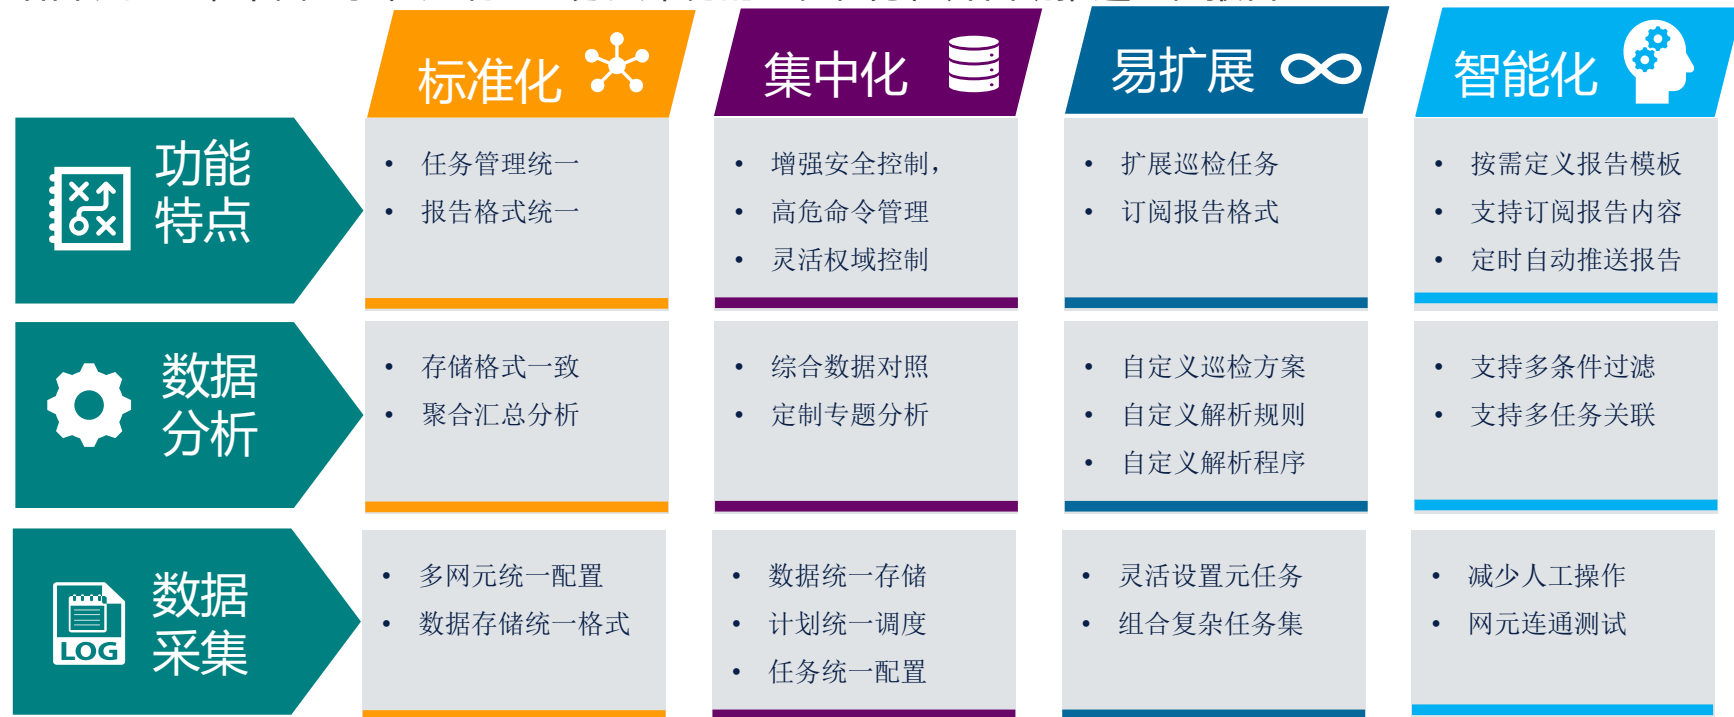 标准化
集中化
易扩展
智能化
功能
特点
• 任务管理统一
• 报告格式统一
• 增强安全控制，
• 高危命令管理
• 灵活权域控制
• 扩展巡检任务
• 订阅报告格式
• 按需定义报告模板
• 支持订阅报告内容
• 定时自动推送报告
数据
分析
• 存储格式一致
• 聚合汇总分析
• 综合数据对照
• 定制专题分析
• 自定义巡检方案
• 自定义解析规则
• 自定义解析程序
• 支持多条件过滤
• 支持多任务关联
LOG
数据
采集
• 多网元统一配置
• 数据存储统一格式
• 数据统一存储
• 计划统一调度
• 任务统一配置
• 灵活设置元任务
• 组合复杂任务集
• 减少人工操作
• 网元连通测试